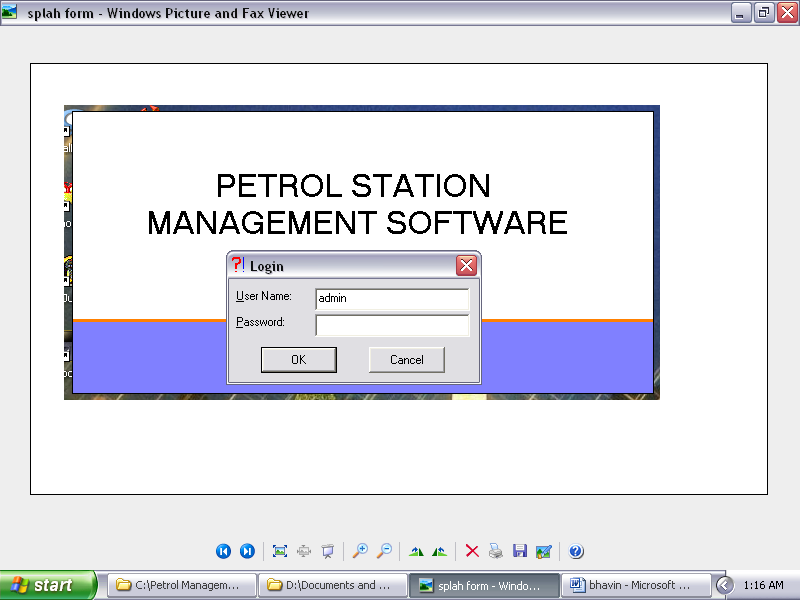 splah form - Windows Picture and Fax Viewer
PETROL STATION
MANAGEMENT SOFTWARE
?! Login
User Name:
admin
Password:
OK
Cancel
start
C:\Petrol Managem...
D:\Documents and ...
splah form - Windo...
bhavin - Microsoft ...
1:16 AM